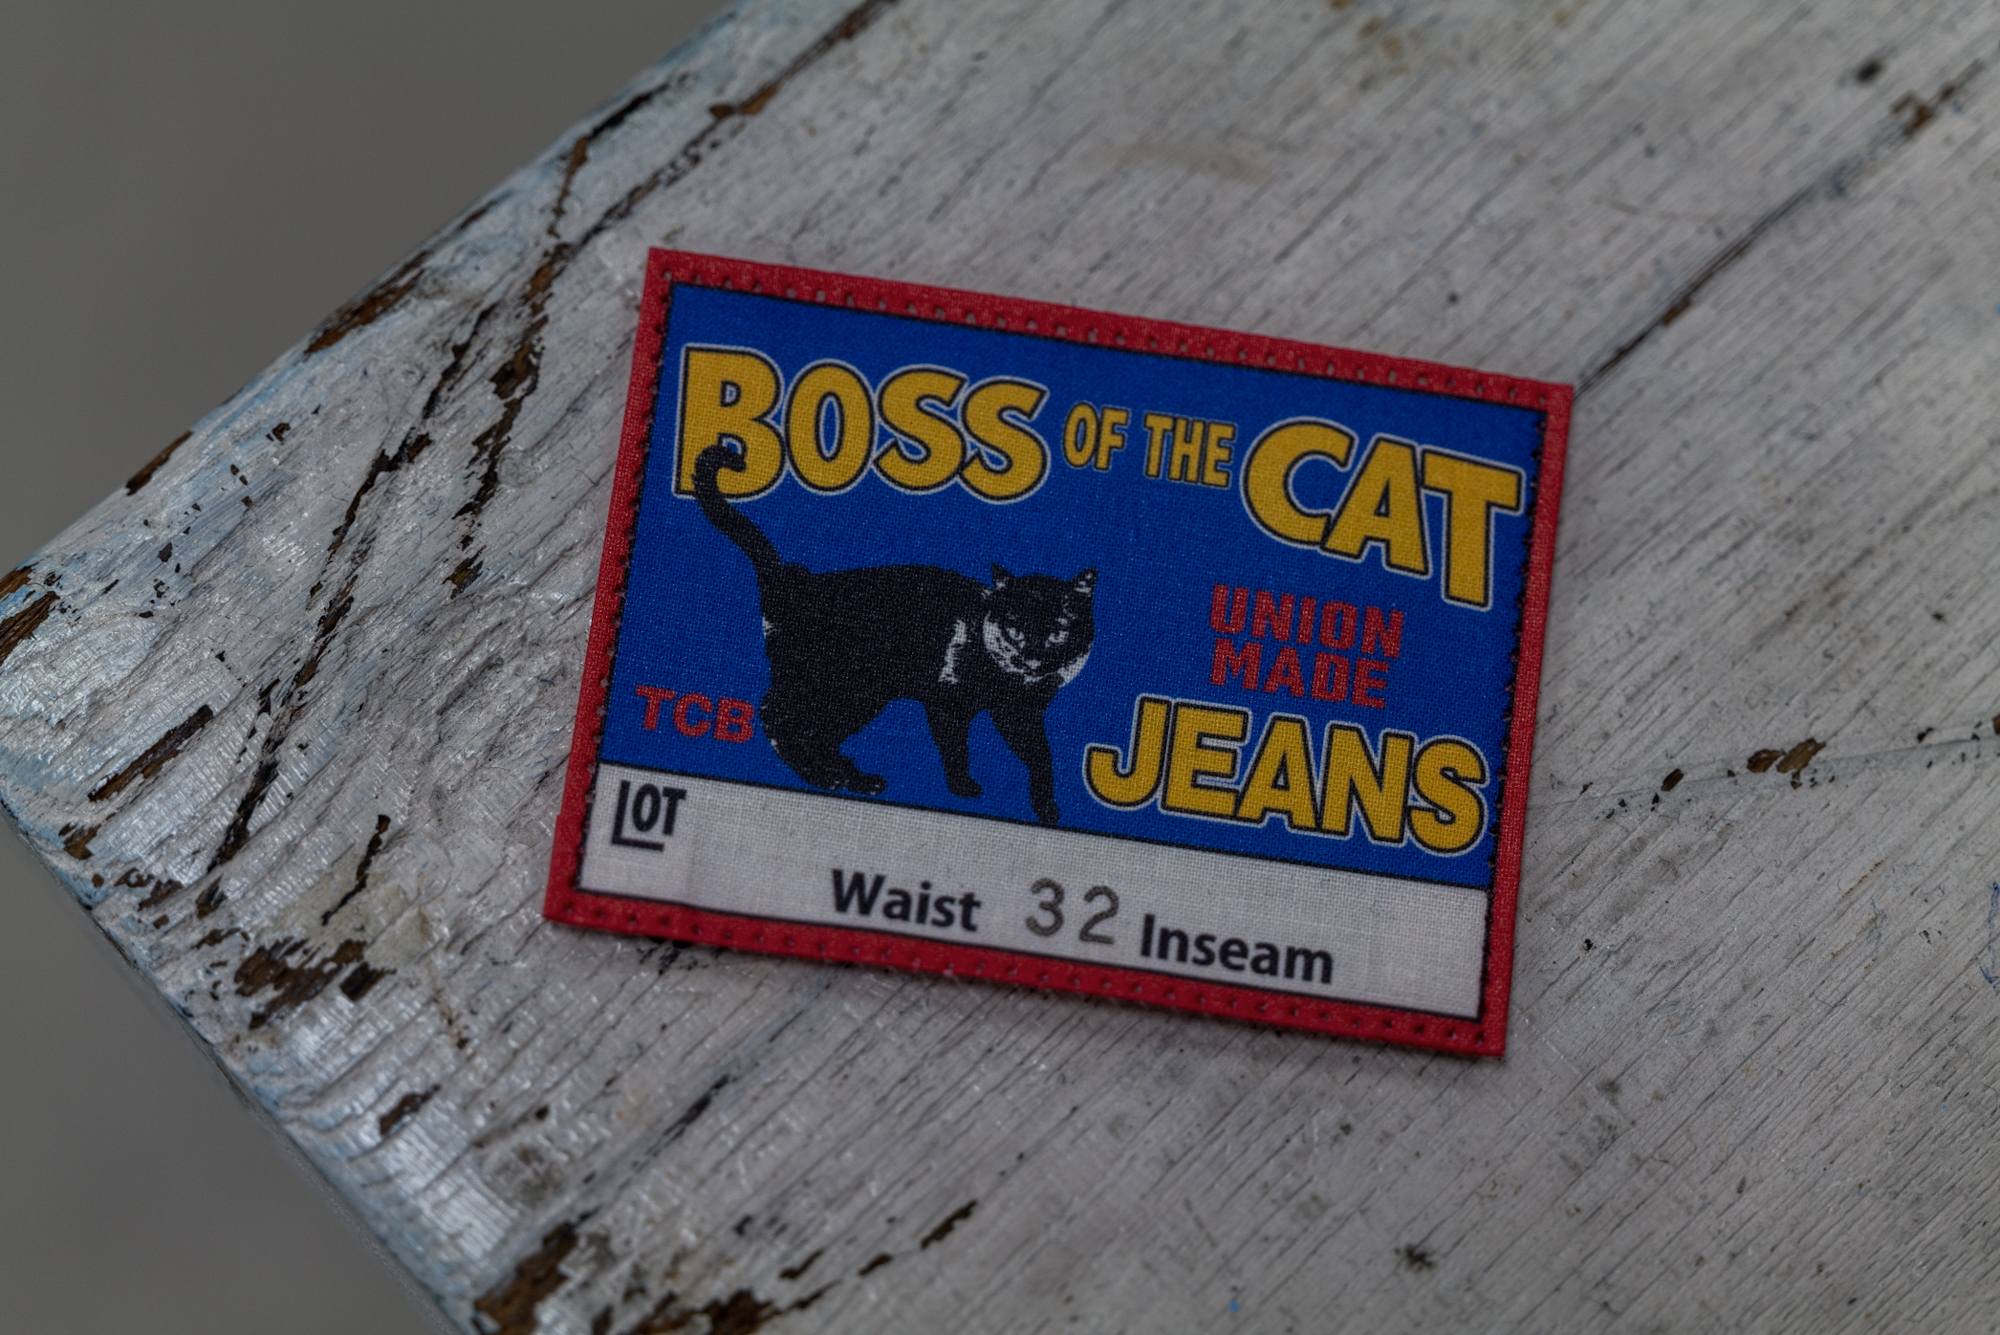 BOSS OF THE CAT
UNION
MADE
TCB
JEANS
LOT
Waist 32 Inseam